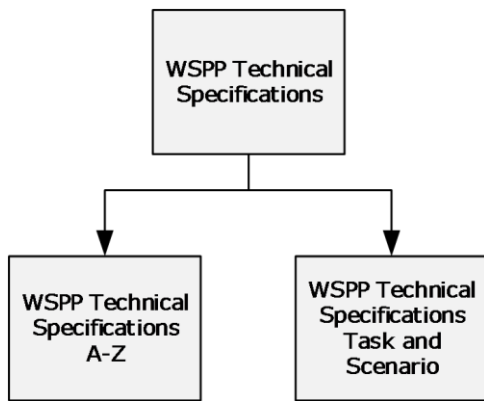 WSPP Technical
Specifications
WSPP Technical
Specifications
A-Z
WSPP Technical
Specifications
Task and
Scenario